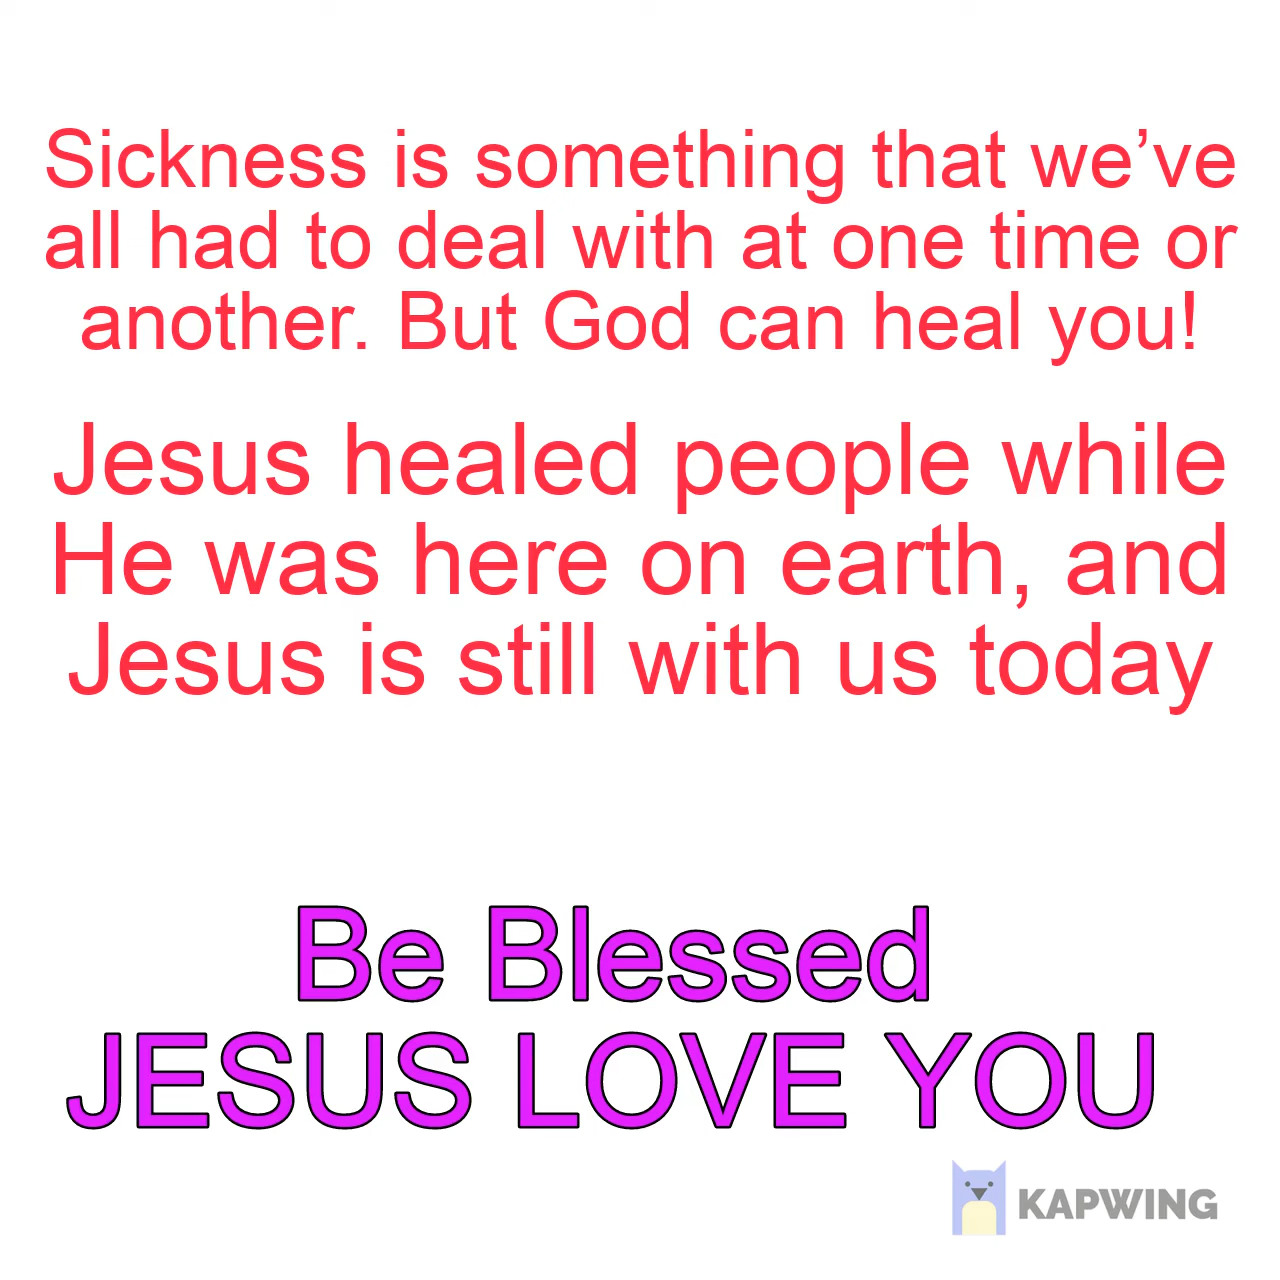 Sickness is something that we’ve
all had to deal with at one time or
another. But God can heal you!
Jesus healed people while
He was here on earth, and
Jesus is still with us today
Be Blessed
JESUS LOVE YOU
KAPWING